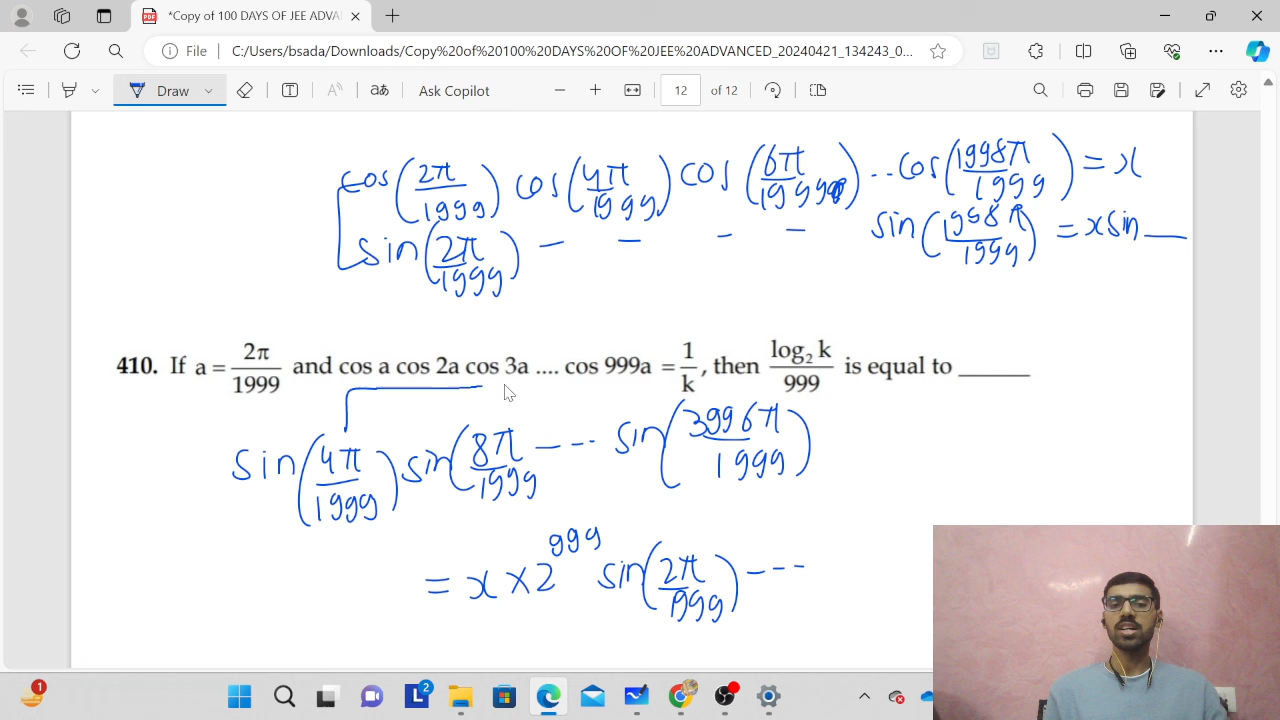 *Copy of 100 DAYS OF JEE ADVA
File C:/Users/bsada/Downloads/Copy%20of%20100%20DAYS%20OF%20JEE%20ADVANCED_20240421_134243_0...
Draw Ask Copilot 12 of 12
cos(2π/1999) cos(4π/1999) cos(6π/1999) .. cos(1998π/1999) = x
sin(2π/1999) – – – – sin(1998π/1999) = x sin __
410. If a = 2π/1999 and cos a cos 2a cos 3a .... cos 999a = 1/k, then log₂ k/999 is equal to ______
sin(4π/1999) sin(8π/1999) --- sin(3996π/1999)
= x × 2^999 sin(2π/1999) ---
1
2